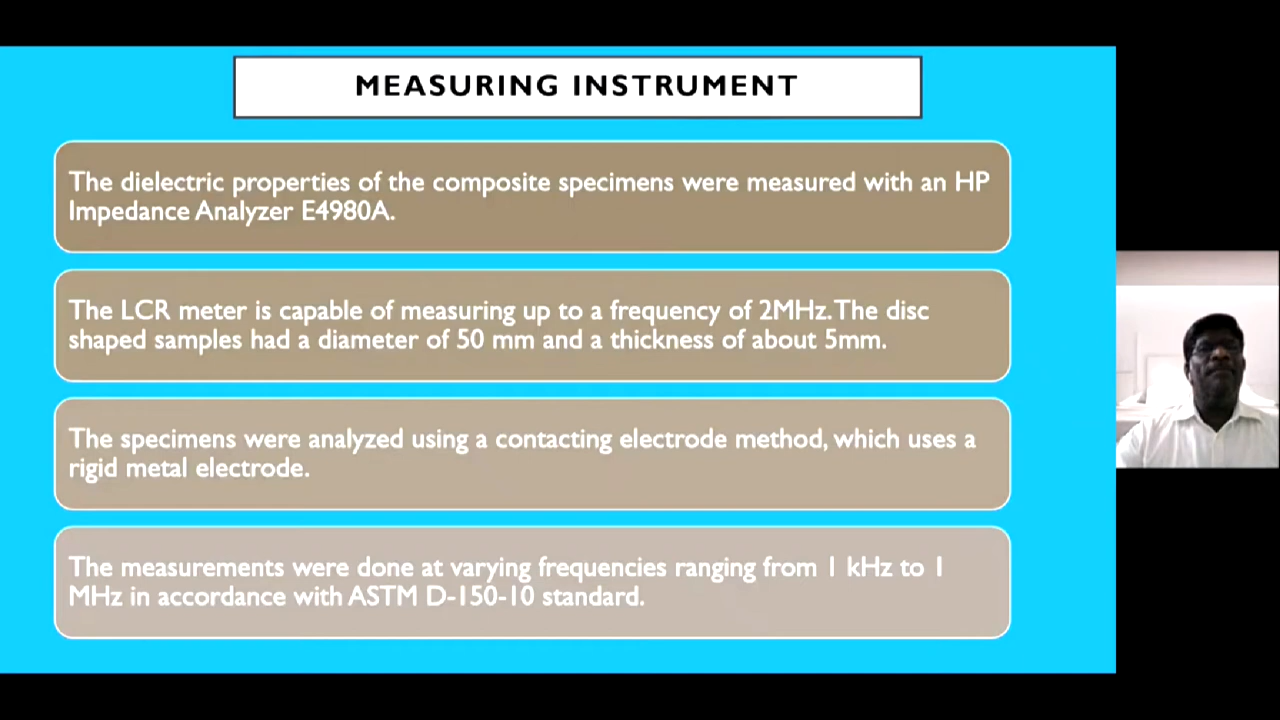 MEASURING INSTRUMENT
The dielectric properties of the composite specimens were measured with an HP
Impedance Analyzer E4980A.
The LCR meter is capable of measuring up to a frequency of 2MHz. The disc
shaped samples had a diameter of 50 mm and a thickness of about 5mm.
The specimens were analyzed using a contacting electrode method, which uses a
rigid metal electrode.
The measurements were done at varying frequencies ranging from 1 kHz to 1
MHz in accordance with ASTM D-150-10 standard.